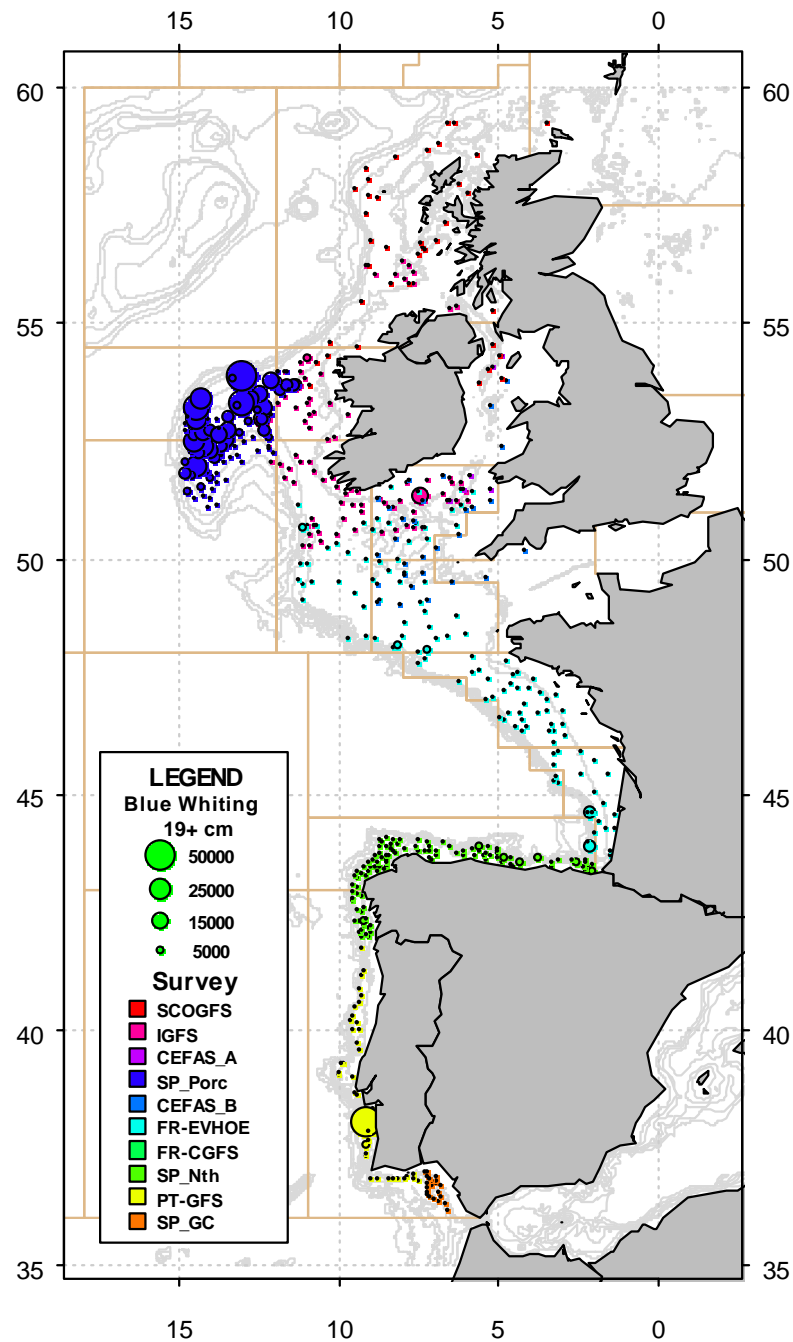 15 10 5 0
60 60
55 55
50 50
45 45
LEGEND
Blue Whiting
19+ cm
50000
25000
15000
5000
Survey
SCOGFS
IGFS
CEFAS_A
SP_Porc
CEFAS_B
FR-EVHOE
FR-CGFS
SP_Nth
PT-GFS
SP_GC
40 40
35 35
15 10 5 0